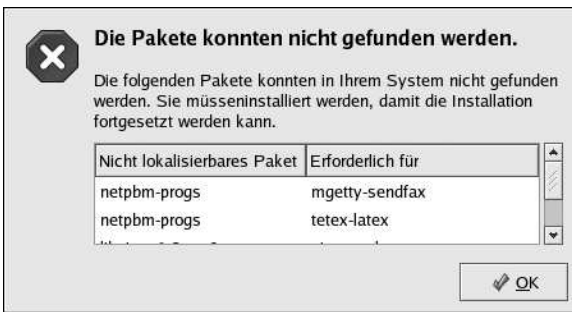 Die Pakete konnten nicht gefunden werden.
Die folgenden Pakete konnten in Ihrem System nicht gefunden
werden. Sie müsseninstalliert werden, damit die Installation
fortgesetzt werden kann.
Nicht lokalisierbares Paket Erforderlich für
netpbm-progs mgetty-sendfax
netpbm-progs tetex-latex
OK